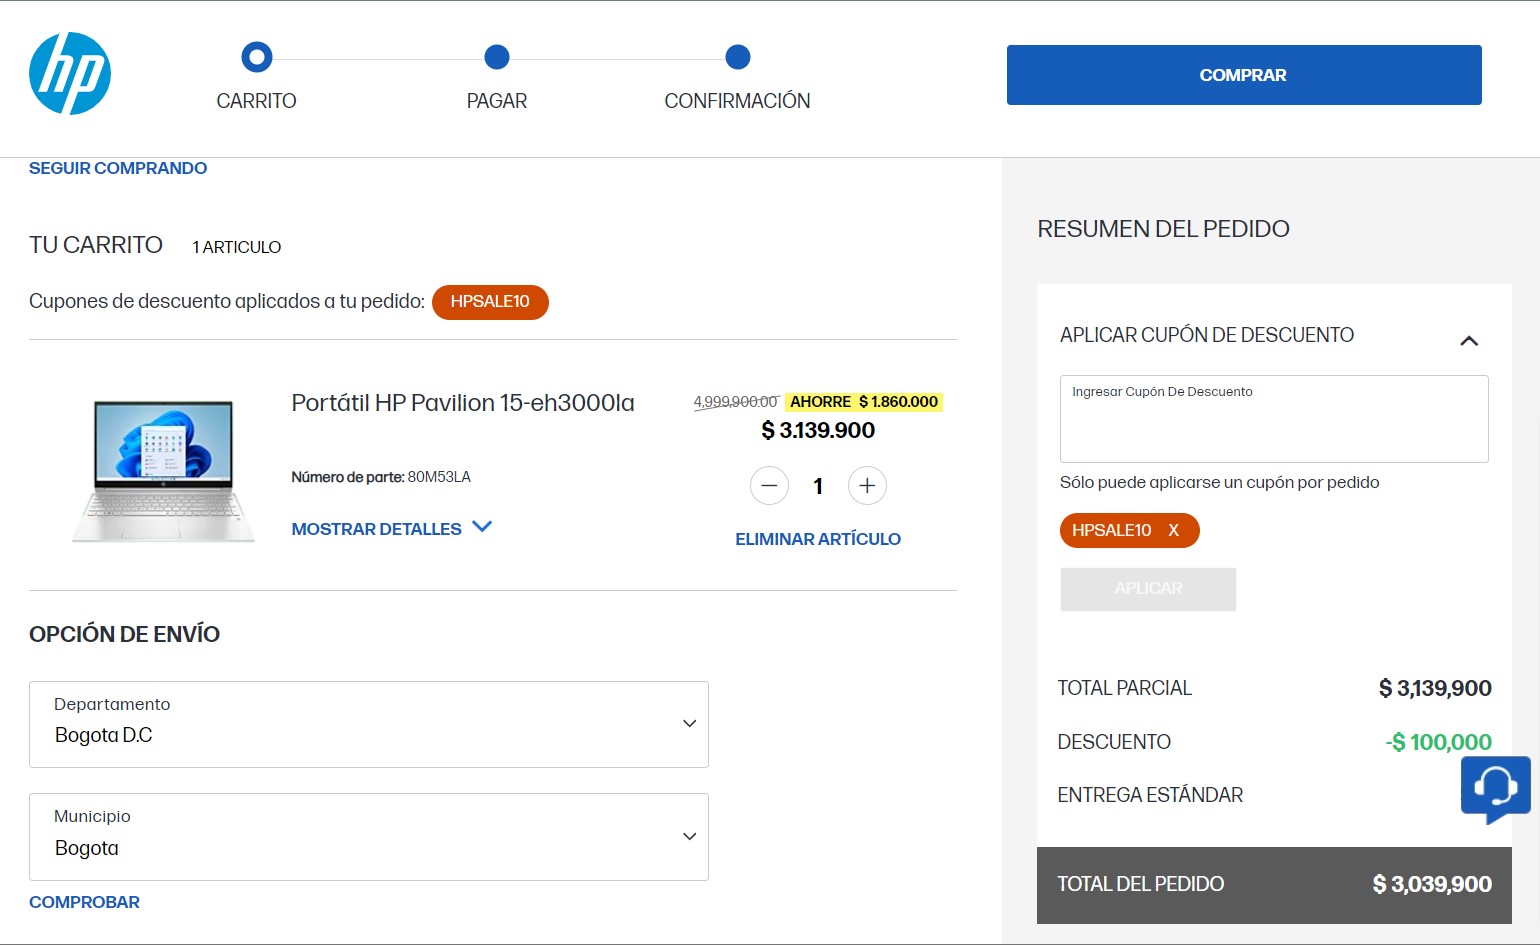 hp
CARRITO
PAGAR
CONFIRMACIÓN
COMPRAR
SEGUIR COMPRANDO
TU CARRITO 1 ARTICULO
Cupones de descuento aplicados a tu pedido: HPSALE10
Portátil HP Pavilion 15-eh3000la
4,999,900.00 AHORRE $ 1.860.000
$ 3.139.900
Número de parte: 80M53LA
1
MOSTRAR DETALLES
ELIMINAR ARTÍCULO
OPCIÓN DE ENVÍO
Departamento
Bogota D.C
Municipio
Bogota
COMPROBAR
RESUMEN DEL PEDIDO
APLICAR CUPÓN DE DESCUENTO
Ingresar Cupón De Descuento
Sólo puede aplicarse un cupón por pedido
HPSALE10 X
APLICAR
TOTAL PARCIAL $ 3,139,900
DESCUENTO -$ 100,000
ENTREGA ESTÁNDAR
TOTAL DEL PEDIDO $ 3,039,900